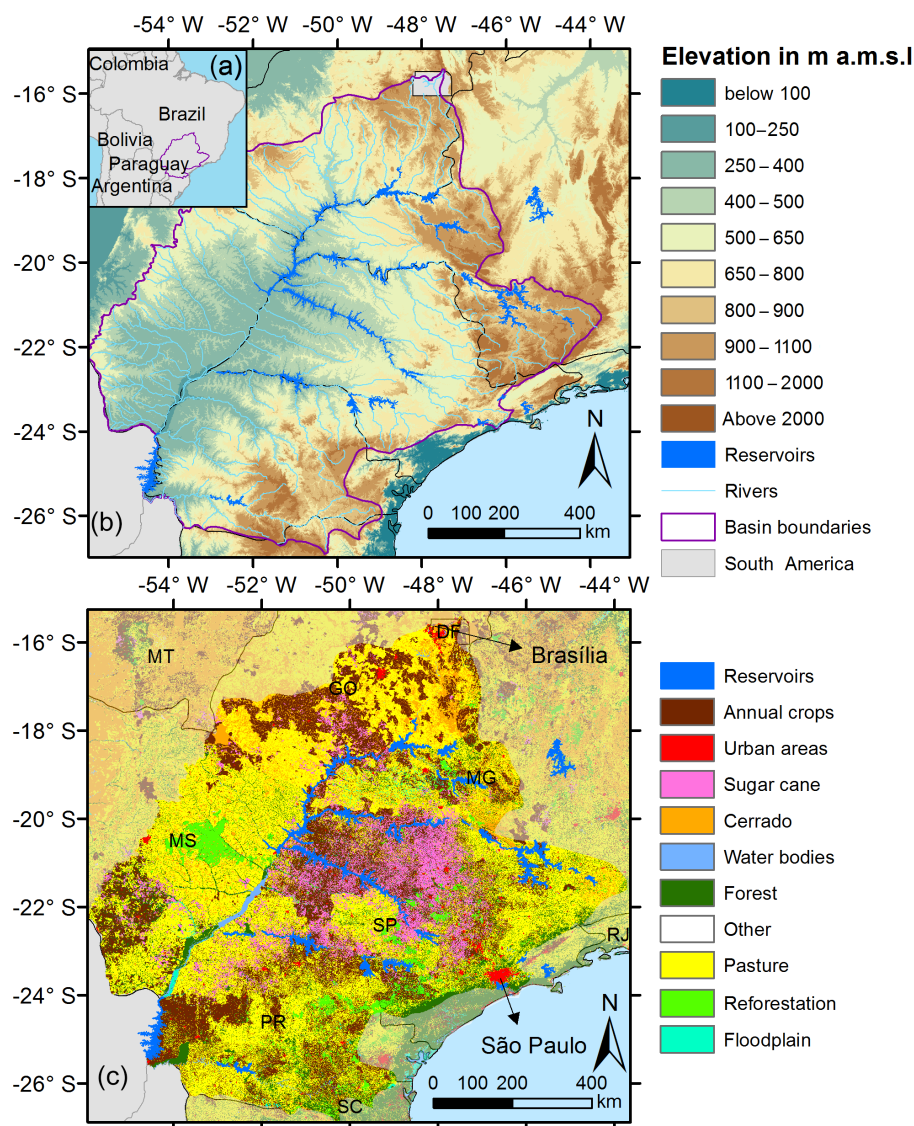 -54° W -52° W -50° W -48° W -46° W -44° W
Colombia
(a)
Brazil
Bolivia
Paraguay
Argentina
-16° S
-18° S
-20° S
-22° S
-24° S
-26° S
(b)
N
0 100 200 400
km
Elevation in m a.m.s.l
below 100
100–250
250 – 400
400 – 500
500 – 650
650 – 800
800 – 900
900 – 1100
1100 – 2000
Above 2000
Reservoirs
Rivers
Basin boundaries
South America
-54° W -52° W -50° W -48° W -46° W -44° W
-16° S
-18° S
-20° S
-22° S
-24° S
-26° S
DF
Brasília
MT
GO
MG
MS
SP
RJ
PR
São Paulo
SC
(c)
N
0 100 200 400
km
Reservoirs
Annual crops
Urban areas
Sugar cane
Cerrado
Water bodies
Forest
Other
Pasture
Reforestation
Floodplain